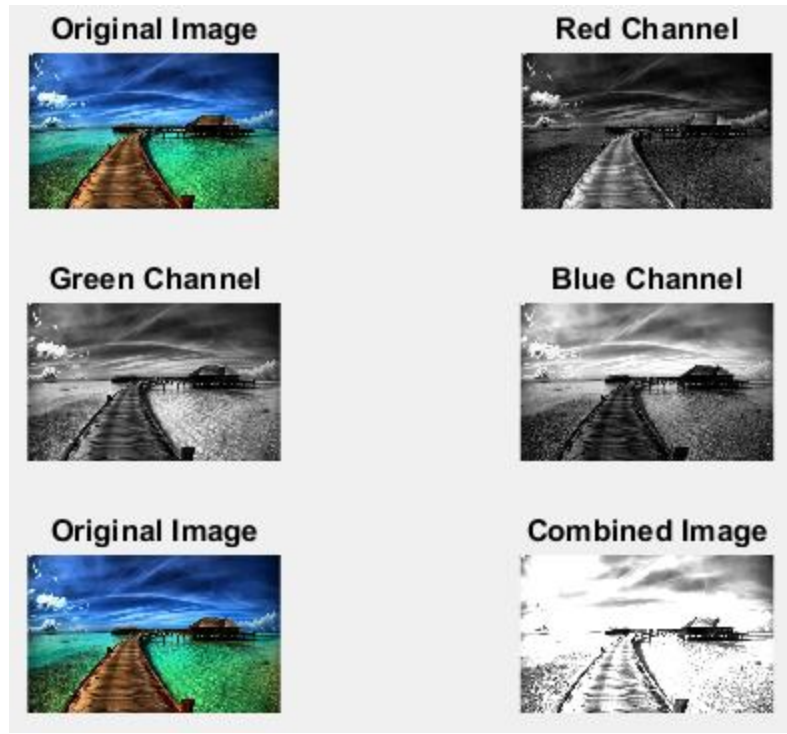 Original Image
Red Channel
Green Channel
Blue Channel
Original Image
Combined Image